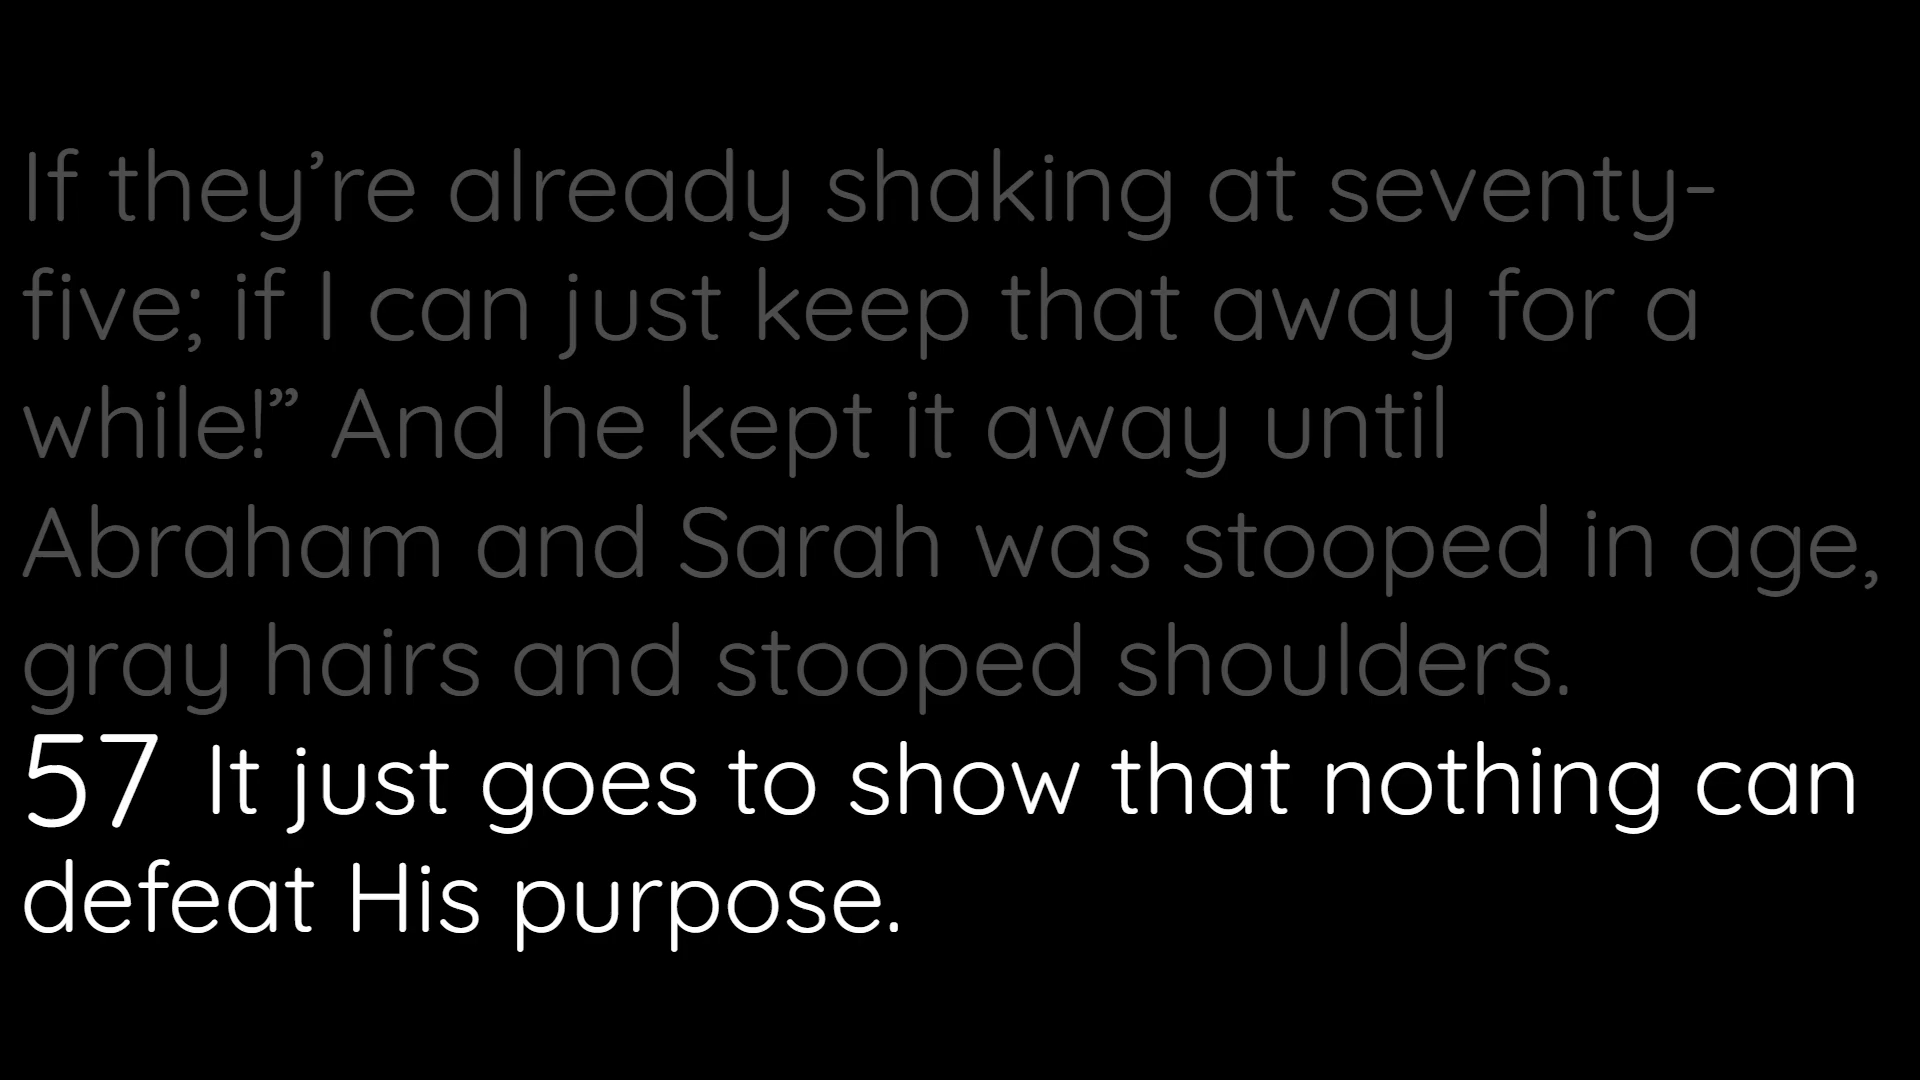 If they’re already shaking at seventy-
five; if I can just keep that away for a
while!” And he kept it away until
Abraham and Sarah was stooped in age,
gray hairs and stooped shoulders.
57 It just goes to show that nothing can
defeat His purpose.